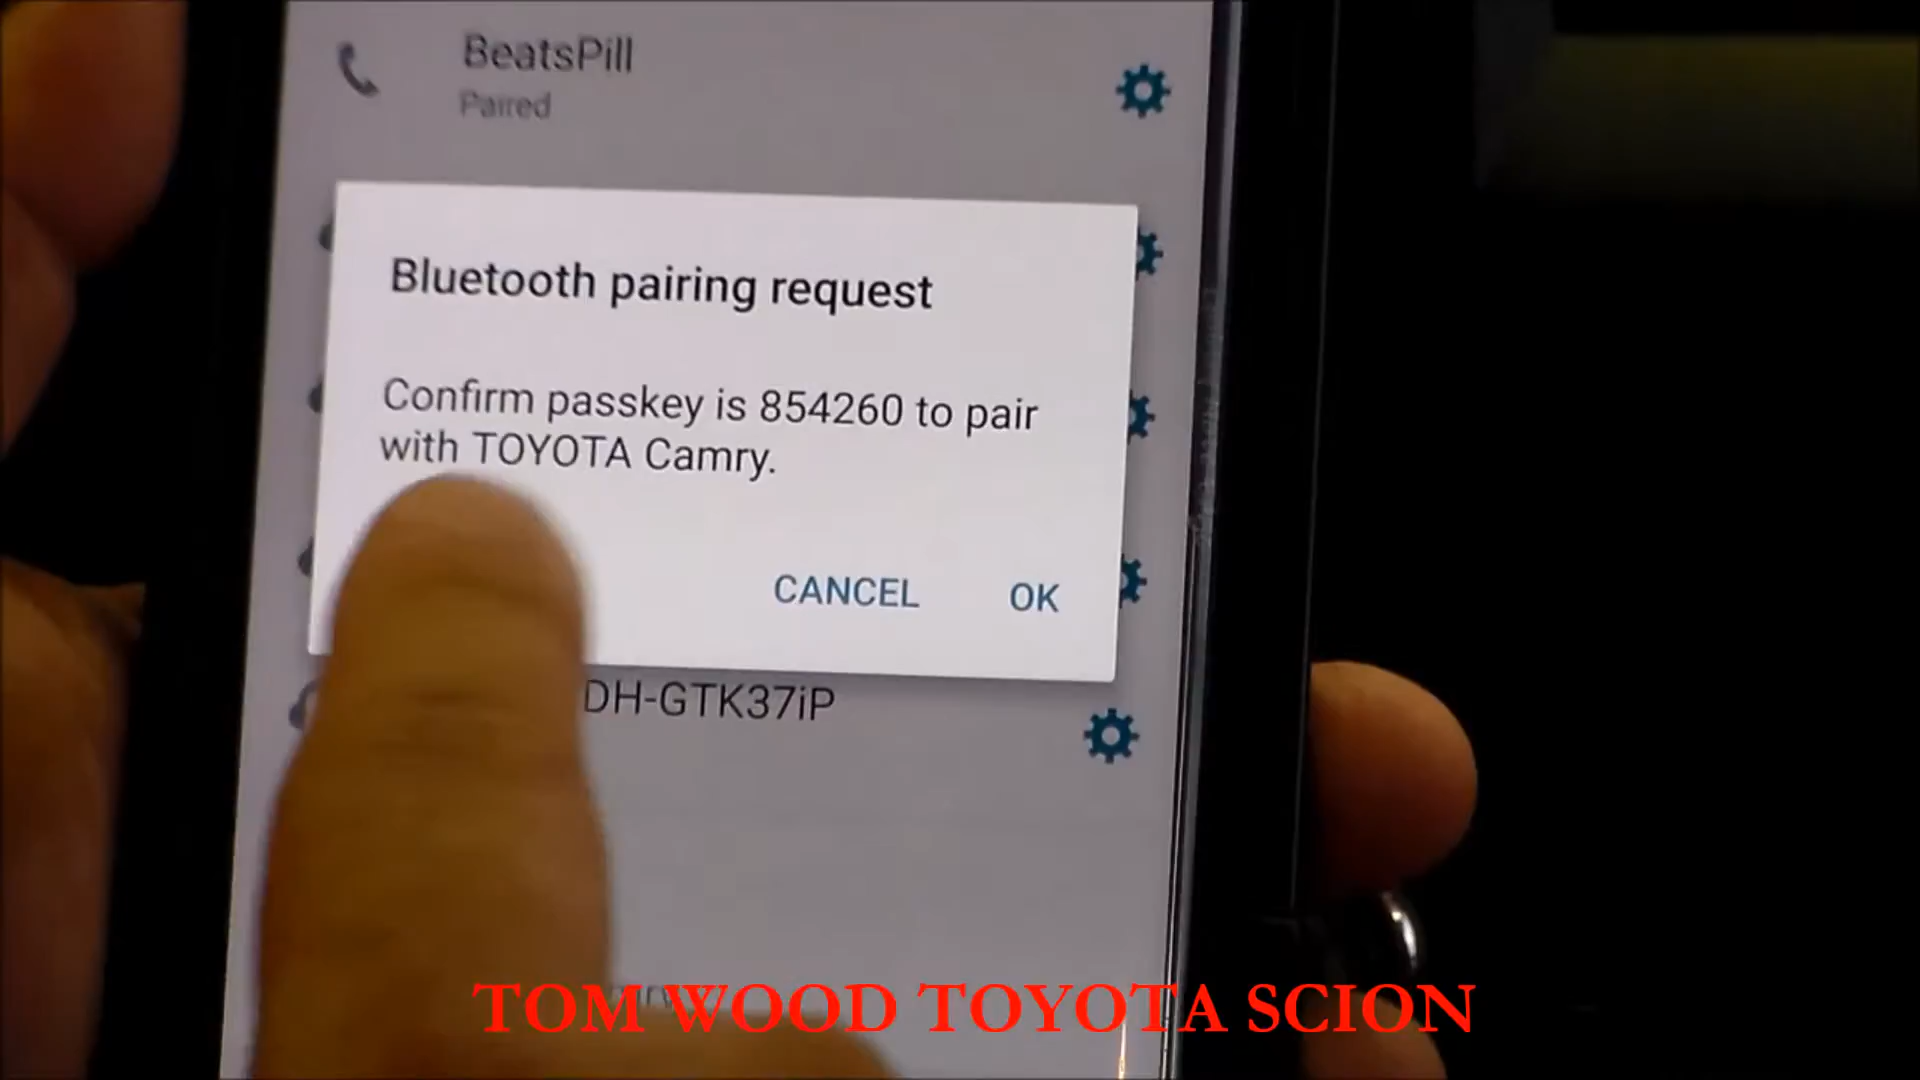 BeatsPill
Paired
Bluetooth pairing request
Confirm passkey is 854260 to pair
with TOYOTA Camry.
CANCEL OK
DH-GTK37iP
TOM WOOD TOYOTA SCION